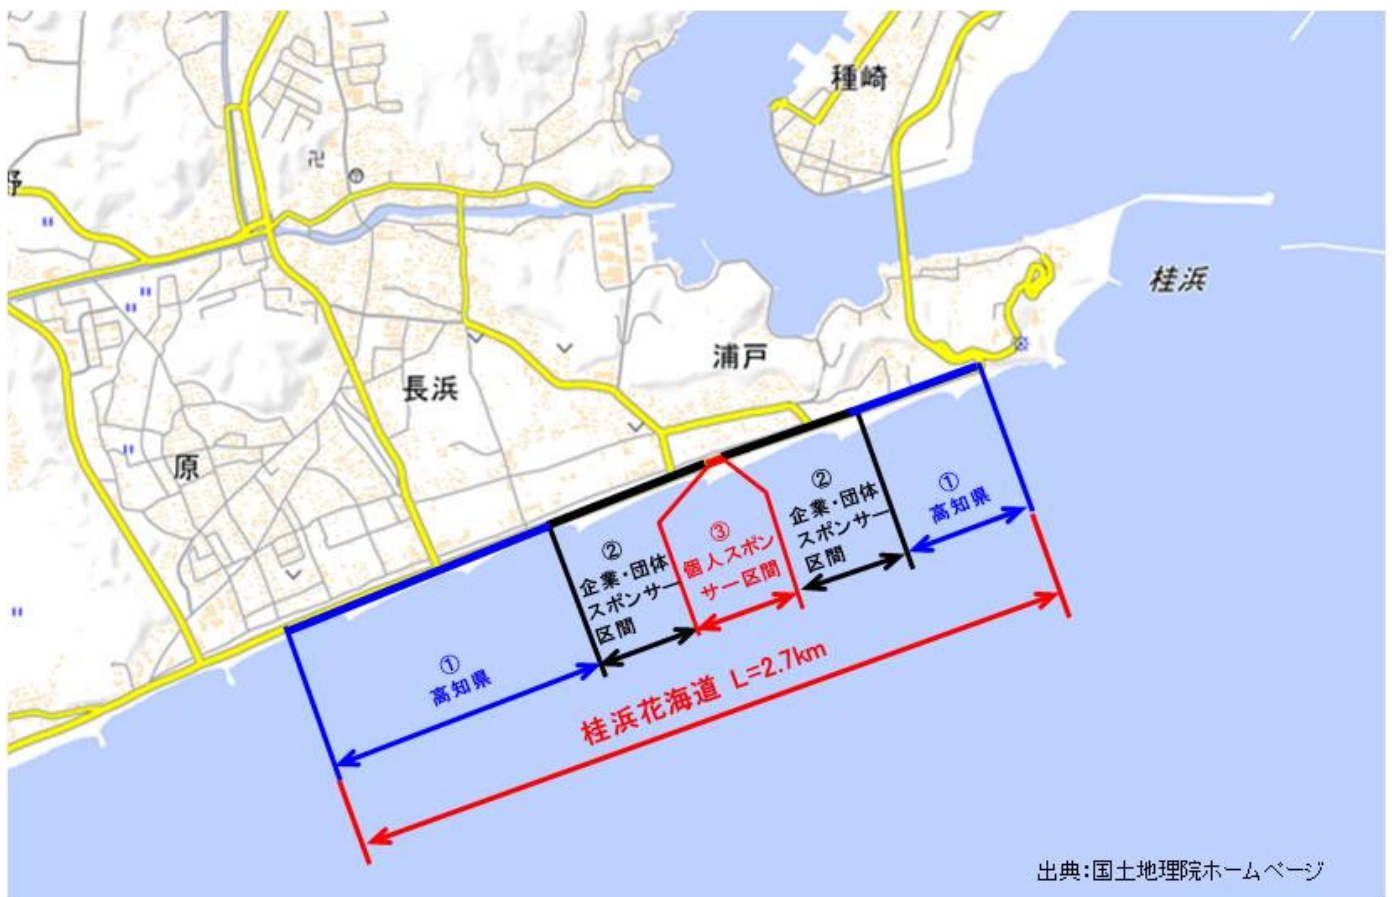 種崎
野
桂浜
浦戸
長浜
原
①
高知県
②
企業・団体
スポンサー
区間
③
個人スポン
サー区間
②
企業・団体
スポンサー
区間
①
高知県
桂浜花海道 L=2.7km
出典:国土地理院ホームページ